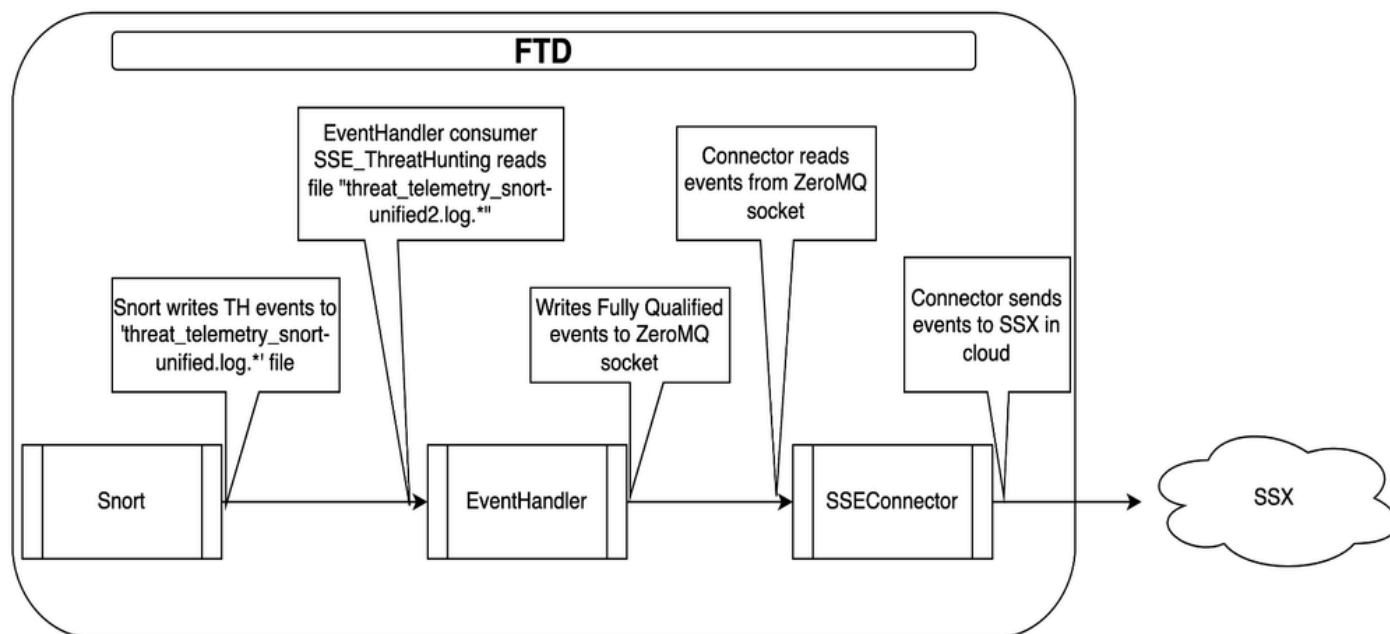 FTD
EventHandler consumer
SSE_ThreatHunting reads
file "threat_telemetry_snort-
unified2.log.*"
Connector reads
events from ZeroMQ
socket
Snort writes TH events to
'threat_telemetry_snort-
unified.log.*' file
Writes Fully Qualified
events to ZeroMQ
socket
Connector sends
events to SSX in
cloud
Snort
EventHandler
SSEConnector
SSX